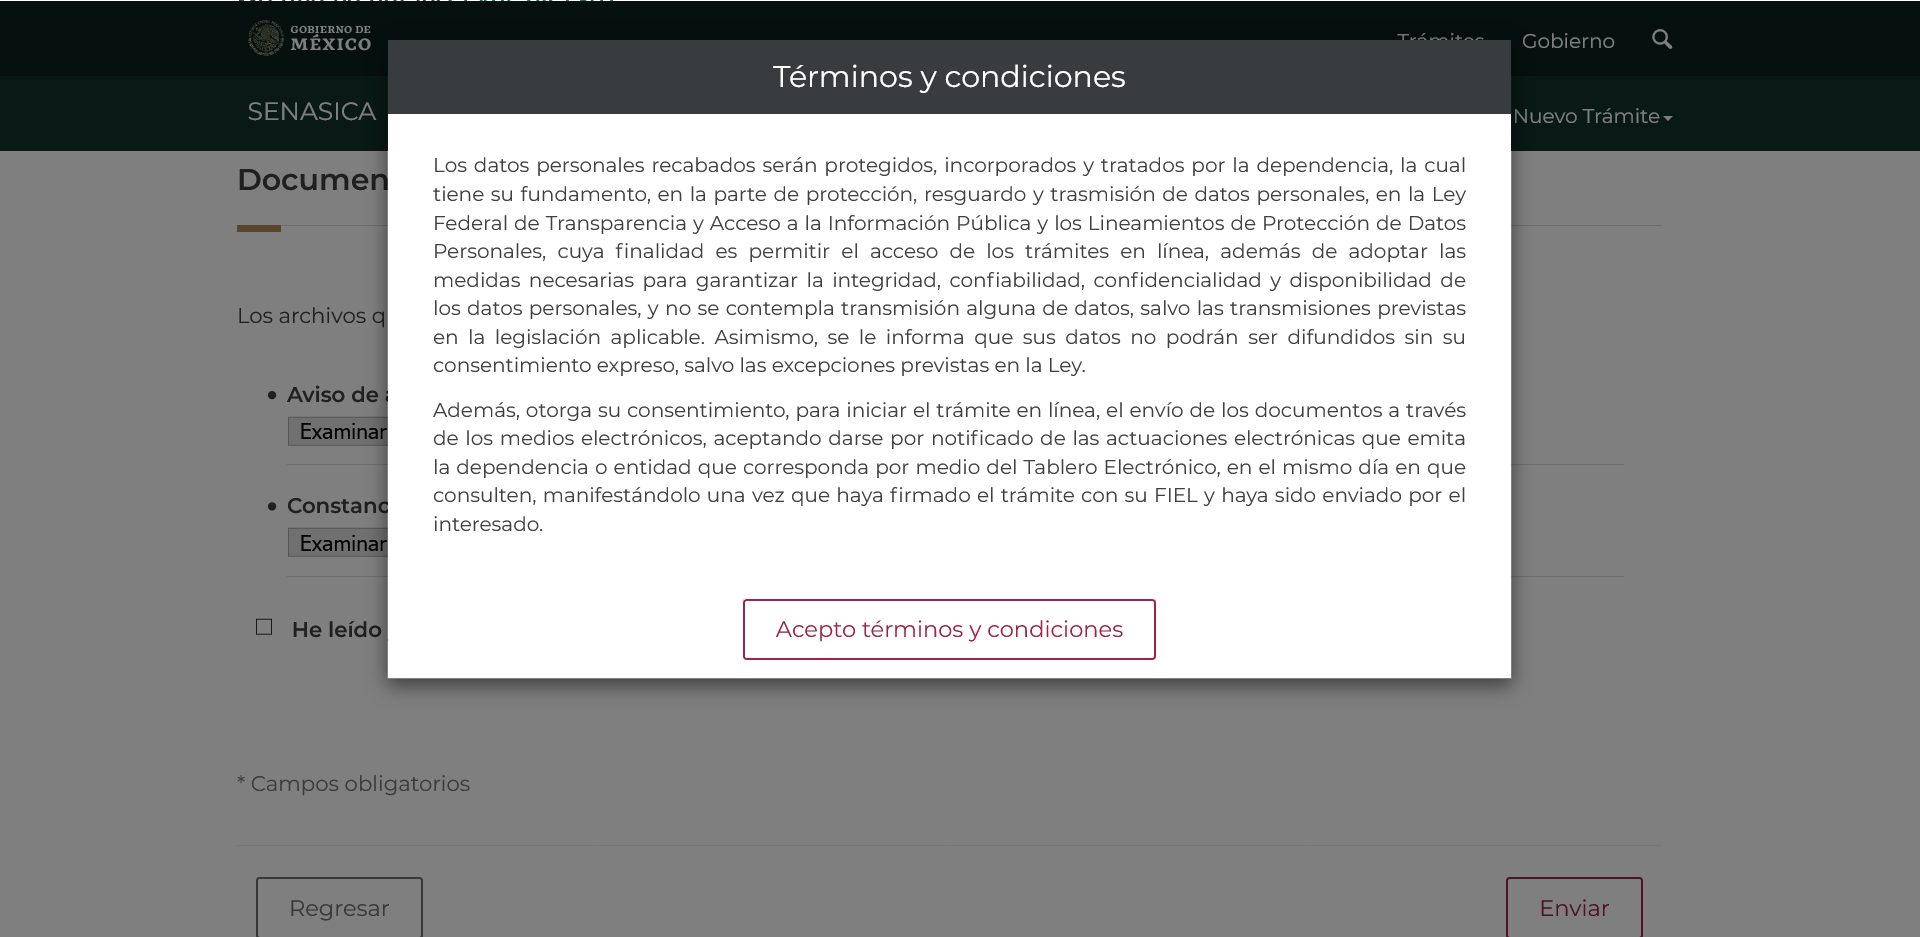 GOBIERNO DE
MÉXICO
Trámites
Gobierno
SENASICA
Nuevo Trámite
Términos y condiciones
Los datos personales recabados serán protegidos, incorporados y tratados por la dependencia, la cual
tiene su fundamento, en la parte de protección, resguardo y trasmisión de datos personales, en la Ley
Federal de Transparencia y Acceso a la Información Pública y los Lineamientos de Protección de Datos
Personales, cuya finalidad es permitir el acceso de los trámites en línea, además de adoptar las
medidas necesarias para garantizar la integridad, confiabilidad, confidencialidad y disponibilidad de
los datos personales, y no se contempla transmisión alguna de datos, salvo las transmisiones previstas
en la legislación aplicable. Asimismo, se le informa que sus datos no podrán ser difundidos sin su
consentimiento expreso, salvo las excepciones previstas en la Ley.
Además, otorga su consentimiento, para iniciar el trámite en línea, el envío de los documentos a través
de los medios electrónicos, aceptando darse por notificado de las actuaciones electrónicas que emita
la dependencia o entidad que corresponda por medio del Tablero Electrónico, en el mismo día en que
consulten, manifestándolo una vez que haya firmado el trámite con su FIEL y haya sido enviado por el
interesado.
Acepto términos y condiciones
Documen
Los archivos q
Aviso de
Examinar
Constanc
Examinar
He leído
* Campos obligatorios
Regresar
Enviar